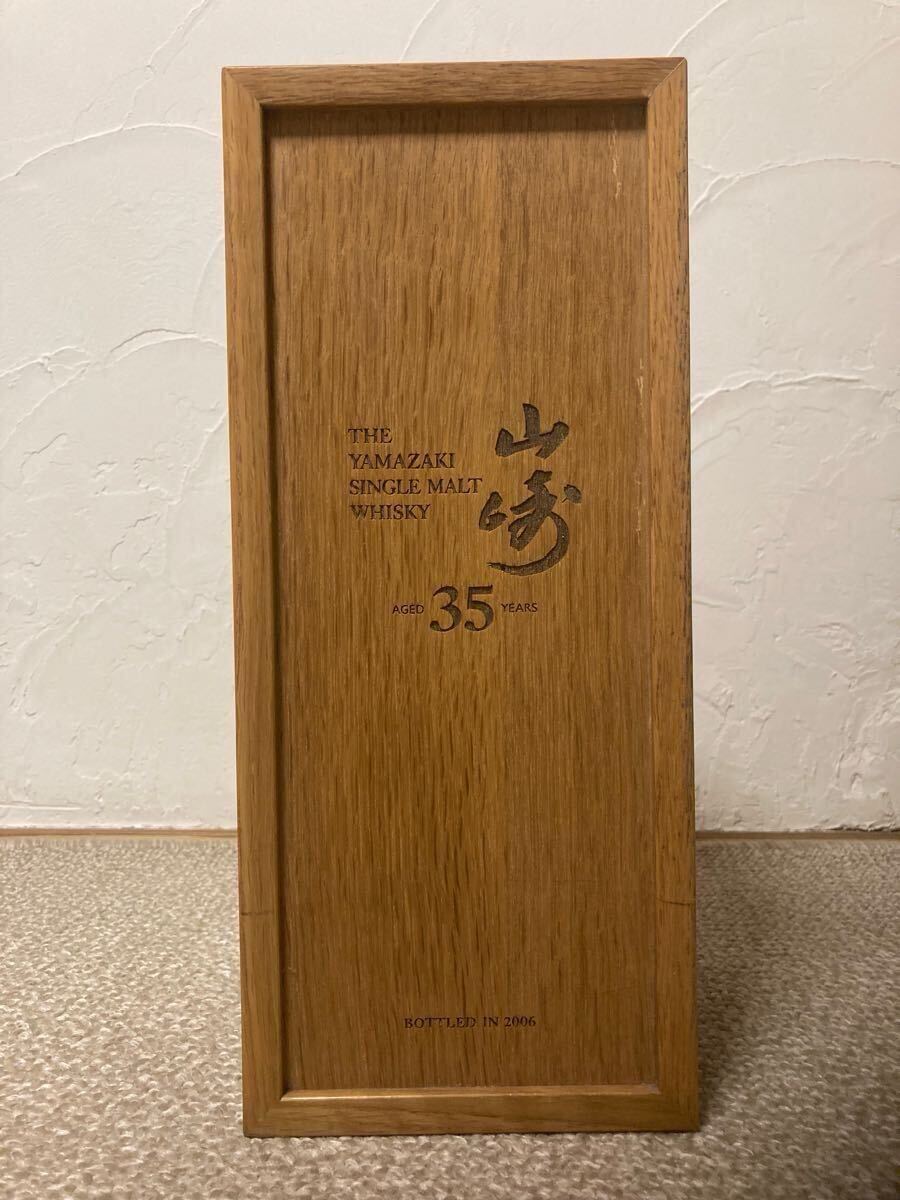 THE
YAMAZAKI
SINGLE MALT
WHISKY
山崎
AGED 35 YEARS
BOTTLED IN 2006